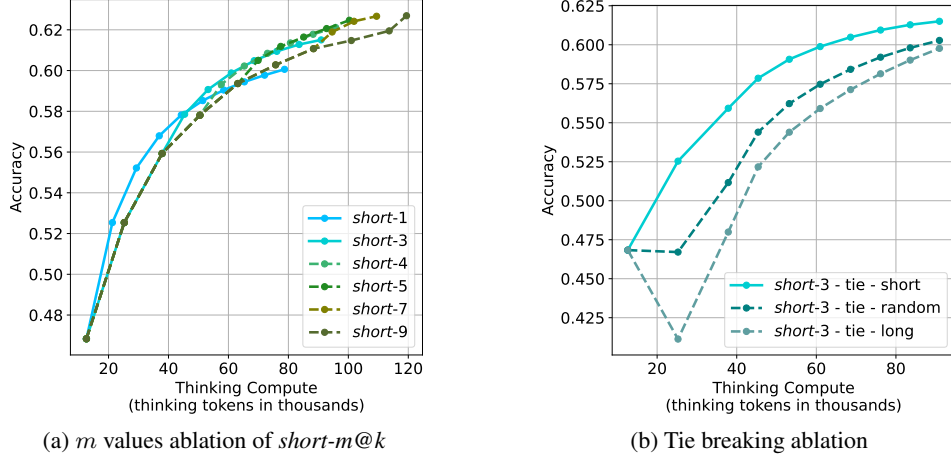 0.62
0.60
0.58
0.56
0.54
0.52
0.50
0.48
Accuracy
20 40 60 80 100 120
Thinking Compute
(thinking tokens in thousands)
short-1
short-3
short-4
short-5
short-7
short-9
(a) m values ablation of short-m@k
0.625
0.600
0.575
0.550
0.525
0.500
0.475
0.450
0.425
Accuracy
20 40 60 80
Thinking Compute
(thinking tokens in thousands)
short-3 - tie - short
short-3 - tie - random
short-3 - tie - long
(b) Tie breaking ablation